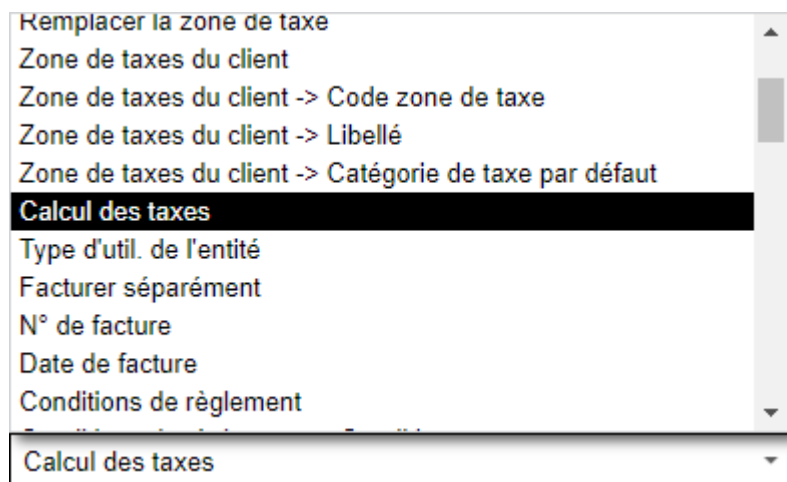 Remplacer la zone de taxe
Zone de taxes du client
Zone de taxes du client -> Code zone de taxe
Zone de taxes du client -> Libellé
Zone de taxes du client -> Catégorie de taxe par défaut
Calcul des taxes
Type d'util. de l'entité
Facturer séparément
N° de facture
Date de facture
Conditions de règlement
Calcul des taxes